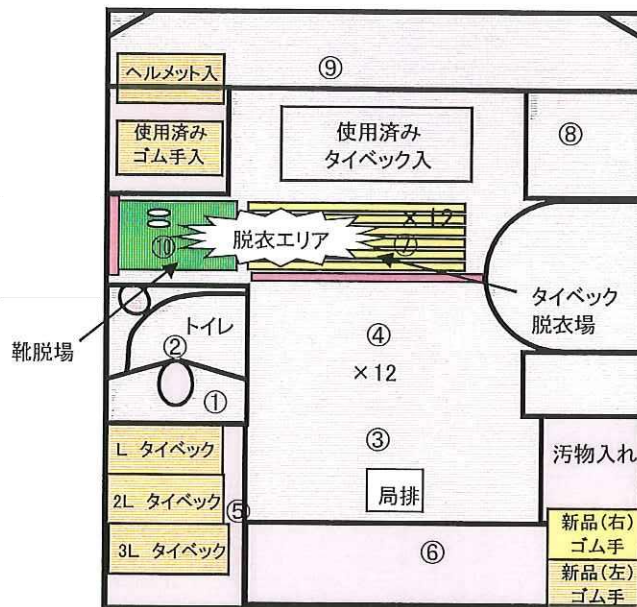 ヘルメット入
⑨
使用済み
ゴム手入
使用済み
タイベック入
⑧
×12
⑩
脱衣エリア
⑦
靴脱場
タイベック
脱衣場
トイレ
②
①
④
×12
③
局排
L タイベック
2L タイベック
3L タイベック
⑤
⑥
汚物入れ
新品(右)
ゴム手
新品(左)
ゴム手